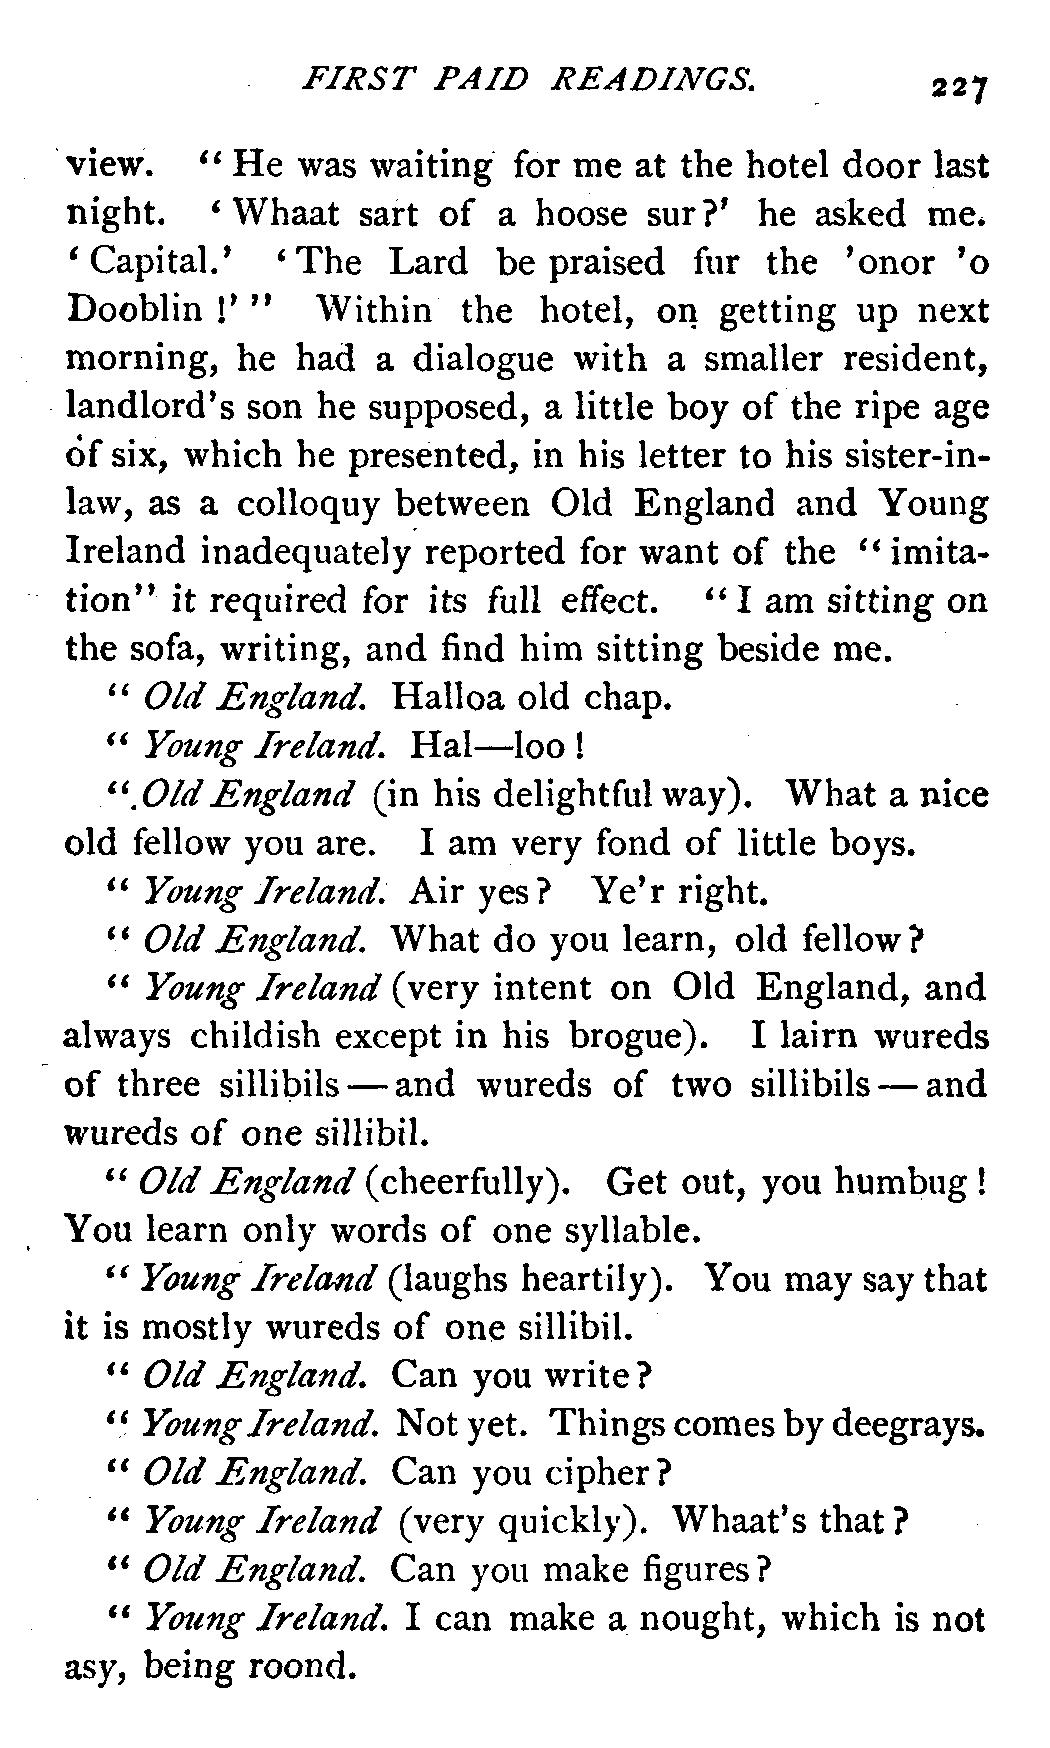 FIRST PAID READINGS. 227
view. “He was waiting for me at the hotel door last
night. ‘Whaat sart of a hoose sur?’ he asked me.
‘Capital.’ ‘The Lard be praised fur the ’onor ’o
Dooblin!’” Within the hotel, on getting up next
morning, he had a dialogue with a smaller resident,
landlord’s son he supposed, a little boy of the ripe age
of six, which he presented, in his letter to his sister-in-
law, as a colloquy between Old England and Young
Ireland inadequately reported for want of the “imita-
tion” it required for its full effect. “I am sitting on
the sofa, writing, and find him sitting beside me.
“Old England. Halloa old chap.
“Young Ireland. Hal—loo!
“Old England (in his delightful way). What a nice
old fellow you are. I am very fond of little boys.
“Young Ireland. Air yes? Ye’r right.
“Old England. What do you learn, old fellow?
“Young Ireland (very intent on Old England, and
always childish except in his brogue). I lairn wureds
of three sillibils—and wureds of two sillibils—and
wureds of one sillibil.
“Old England (cheerfully). Get out, you humbug!
You learn only words of one syllable.
“Young Ireland (laughs heartily). You may say that
it is mostly wureds of one sillibil.
“Old England. Can you write?
“Young Ireland. Not yet. Things comes by deegrays.
“Old England. Can you cipher?
“Young Ireland (very quickly). Whaat’s that?
“Old England. Can you make figures?
“Young Ireland. I can make a nought, which is not
asy, being roond.